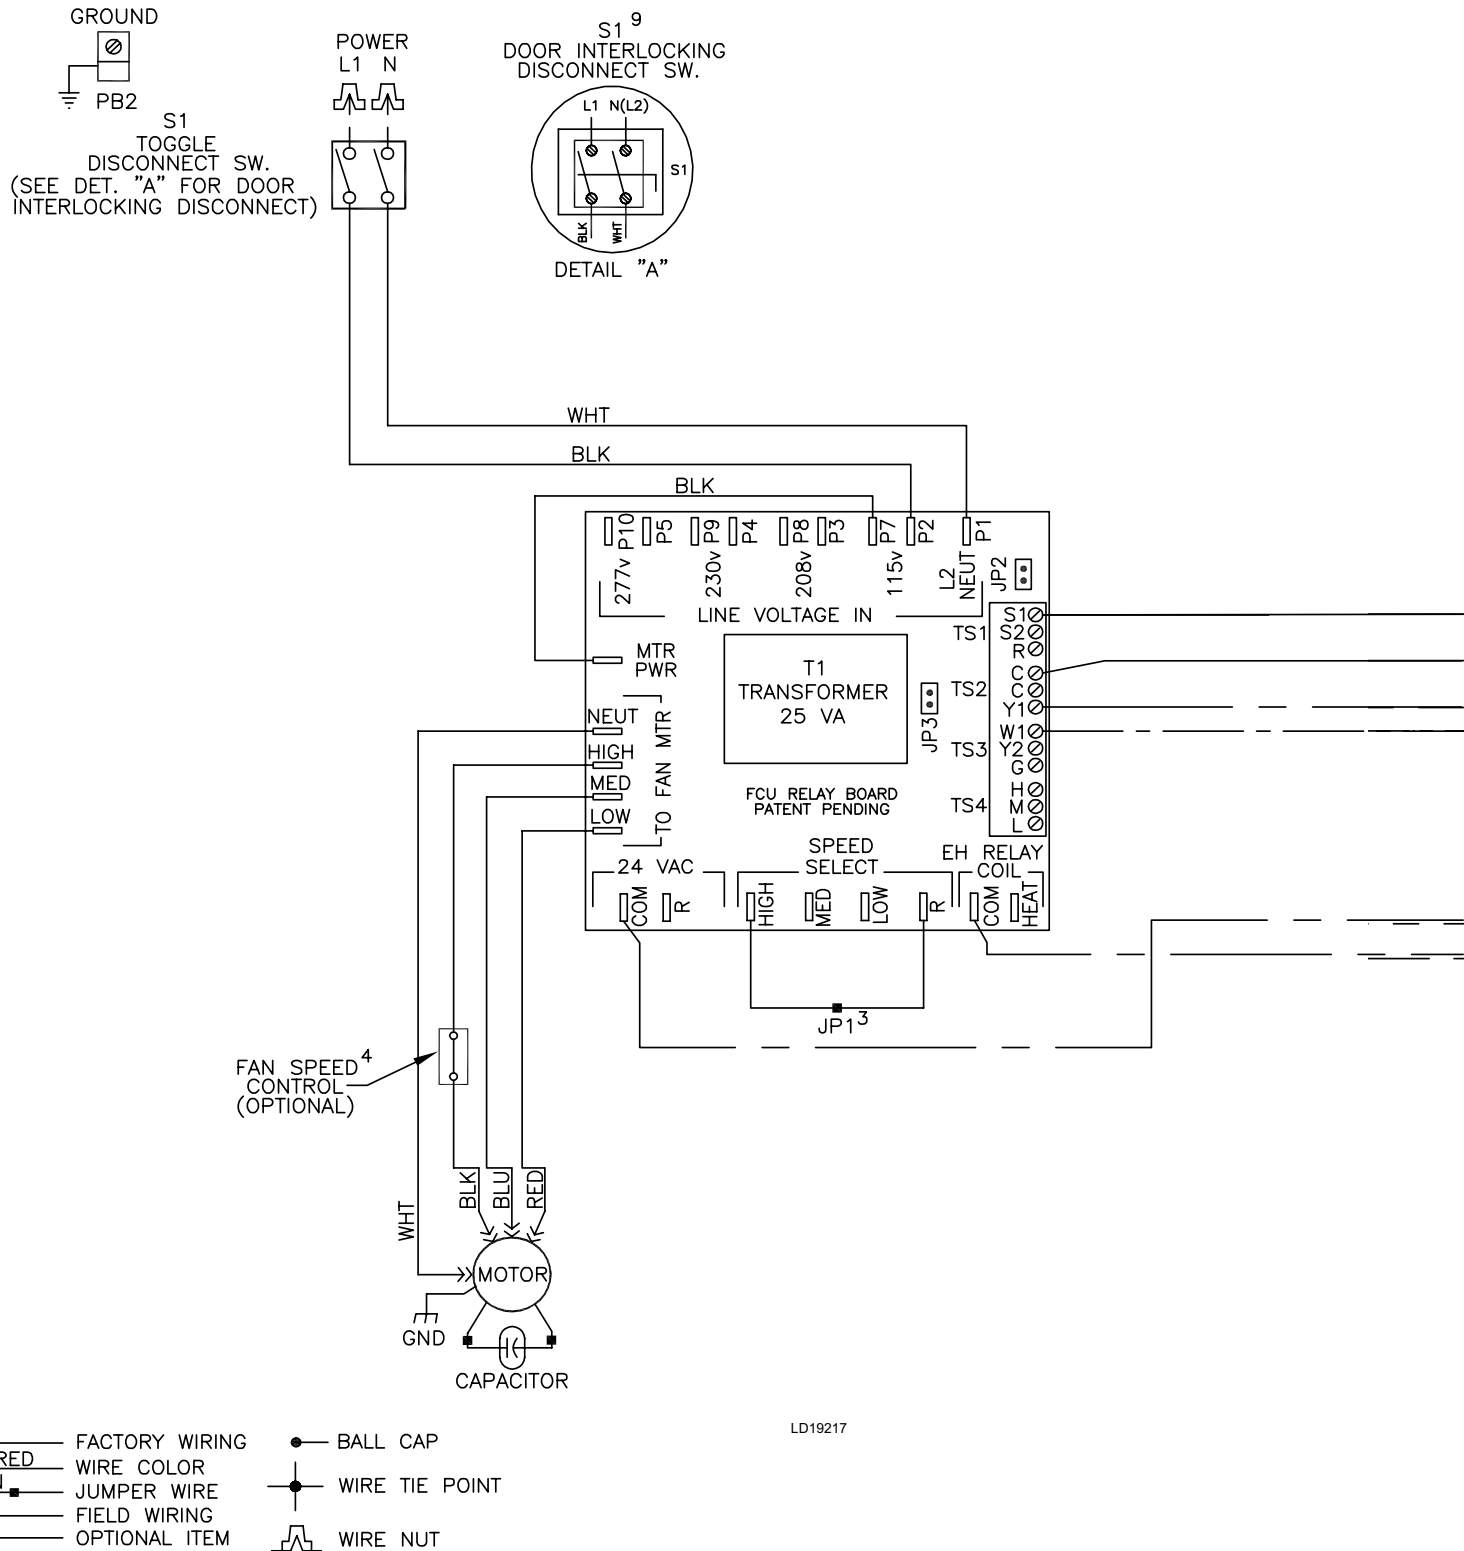 GROUND
PB2
POWER
L1 N
S1 9
DOOR INTERLOCKING
DISCONNECT SW.
L1 N(L2)
S1
BLK
WHT
DETAIL "A"
S1
TOGGLE
DISCONNECT SW.
(SEE DET. "A" FOR DOOR
INTERLOCKING DISCONNECT)
WHT
BLK
BLK
277v P10
P5
230v P9
P4
208v P8
P3
115v P7
P2
L2
NEUT P1
JP2
LINE VOLTAGE IN
MTR
PWR
T1
TRANSFORMER
25 VA
JP3
TS1
S1
S2
R
TS2
C
C
Y1
TS3
W1
Y2
G
TS4
H
M
L
NEUT
HIGH
MED
LOW
TO FAN MTR
FCU RELAY BOARD
PATENT PENDING
24 VAC
COM
R
SPEED
SELECT
HIGH
MED
LOW
R
EH RELAY
COIL
COM
HEAT
JP1 3
FAN SPEED 4
CONTROL
(OPTIONAL)
WHT
BLK
BLU
RED
MOTOR
GND
CAPACITOR
LD19217
FACTORY WIRING
RED
WIRE COLOR
JUMPER WIRE
FIELD WIRING
OPTIONAL ITEM
BALL CAP
WIRE TIE POINT
WIRE NUT